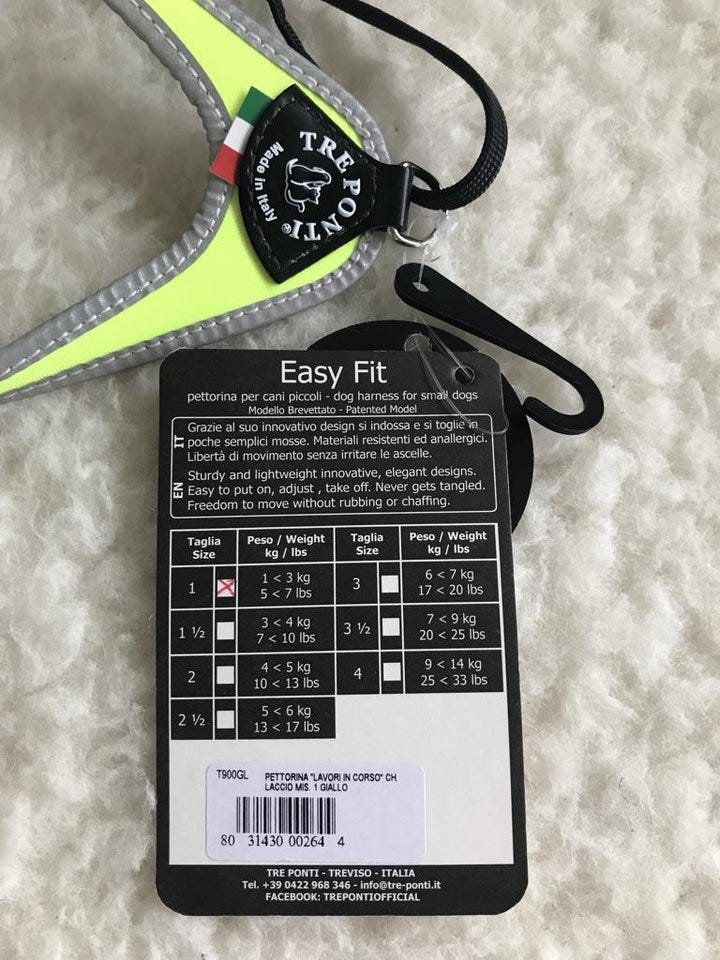 TRE PONTI®
Made in Italy
Easy Fit
pettorina per cani piccoli - dog harness for small dogs
Modello Brevettato - Patented Model
IT
Grazie al suo innovativo design si indossa e si toglie in
poche semplici mosse. Materiali resistenti ed anallergici.
Libertà di movimento senza irritare le ascelle.
EN
Sturdy and lightweight innovative, elegant designs.
Easy to put on, adjust , take off. Never gets tangled.
Freedom to move without rubbing or chaffing.
Taglia Peso / Weight Taglia Peso / Weight
Size kg / lbs Size kg / lbs
1 1 < 3 kg 3 6 < 7 kg
5 < 7 lbs 17 < 20 lbs
1 ½ 3 < 4 kg 3 ½ 7 < 9 kg
7 < 10 lbs 20 < 25 lbs
2 4 < 5 kg 4 9 < 14 kg
10 < 13 lbs 25 < 33 lbs
2 ½ 5 < 6 kg
13 < 17 lbs
T900GL PETTORINA "LAVORI IN CORSO" CH.
LACCIO MIS. 1 GIALLO
80 31430 00264 4
TRE PONTI - TREVISO - ITALIA
Tel. +39 0422 968 346 - info@tre-ponti.it
FACEBOOK: TREPONTIOFFICIAL